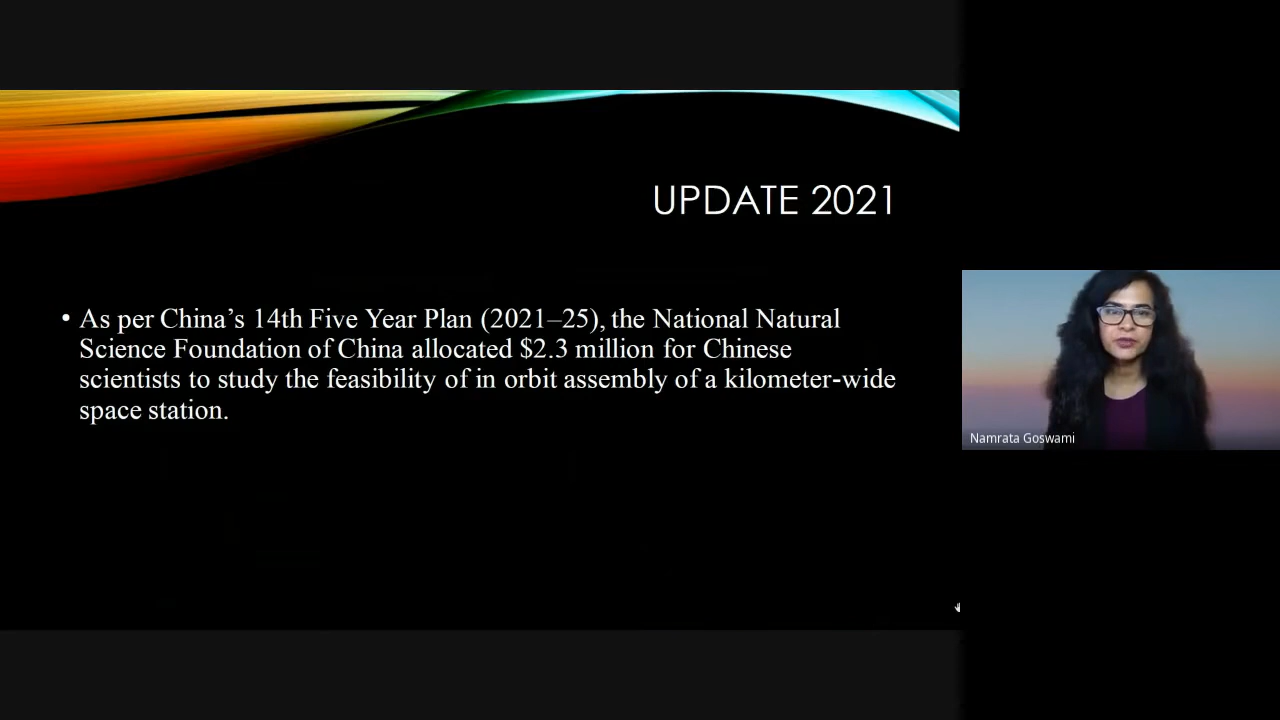 UPDATE 2021
• As per China’s 14th Five Year Plan (2021–25), the National Natural
Science Foundation of China allocated $2.3 million for Chinese
scientists to study the feasibility of in orbit assembly of a kilometer-wide
space station.
Namrata Goswami